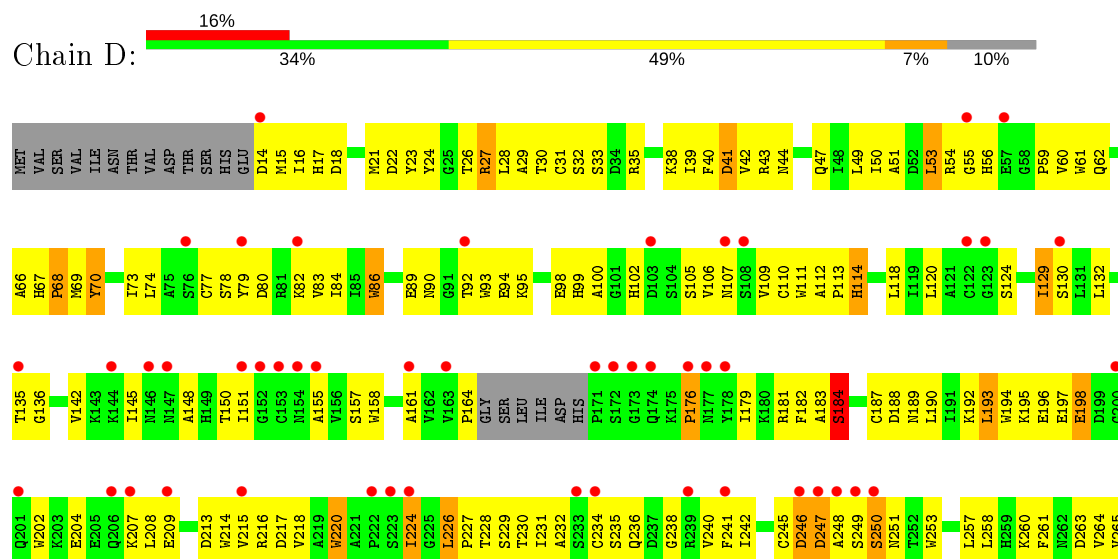 16%
Chain D:
34% 49% 7% 10%
MET VAL SER VAL ILE ASN THR VAL ASP THR SER HIS GLU D14 M15 I16 H17 D18 M21 D22 Y23 Y24 G25 T26 R27 L28 A29 T30 C31 S32 S33 D34 R35 K38 I39 F40 D41 V42 R43 N44 Q47 I48 L49 I50 A51 D52 L53 R54 G55 H56 E57 G58 P59 V60 W61 Q62
A66 H67 P68 M69 Y70 I73 L74 A75 S76 C77 S78 Y79 D80 R81 K82 V83 I84 I85 W86 E89 N90 G91 T92 W93 E94 K95 E98 H99 A100 G101 H102 D103 S104 S105 V106 N107 S108 V109 C110 W111 A112 P113 H114 L118 I119 L120 A121 C122 G123 S124 I129 S130 L131 L132
T135 G136 V142 K143 K144 I145 N146 N147 A148 H149 T150 I151 G152 C153 N154 A155 V156 S157 W158 A161 V162 V163 P164 GLY SER LEU ILE ASP HIS P171 S172 G173 Q174 K175 P176 N177 Y178 I179 K180 R181 F182 A183 S184 C187 D188 N189 L190 I191 K192 L193 W194 K195 E196 E197 E198 D199 G200
Q201 W202 K203 E204 E205 Q206 K207 L208 E209 D213 W214 V215 R216 D217 V218 A219 W220 A221 P222 S223 I224 G225 L226 P227 T228 S229 T230 I231 A232 S233 C234 S235 Q236 D237 G238 R239 V240 F241 I242 C245 D246 D247 A248 S249 S250 N251 T252 W253 L257 L258 H259 K260 F261 N262 D263 V264 V265